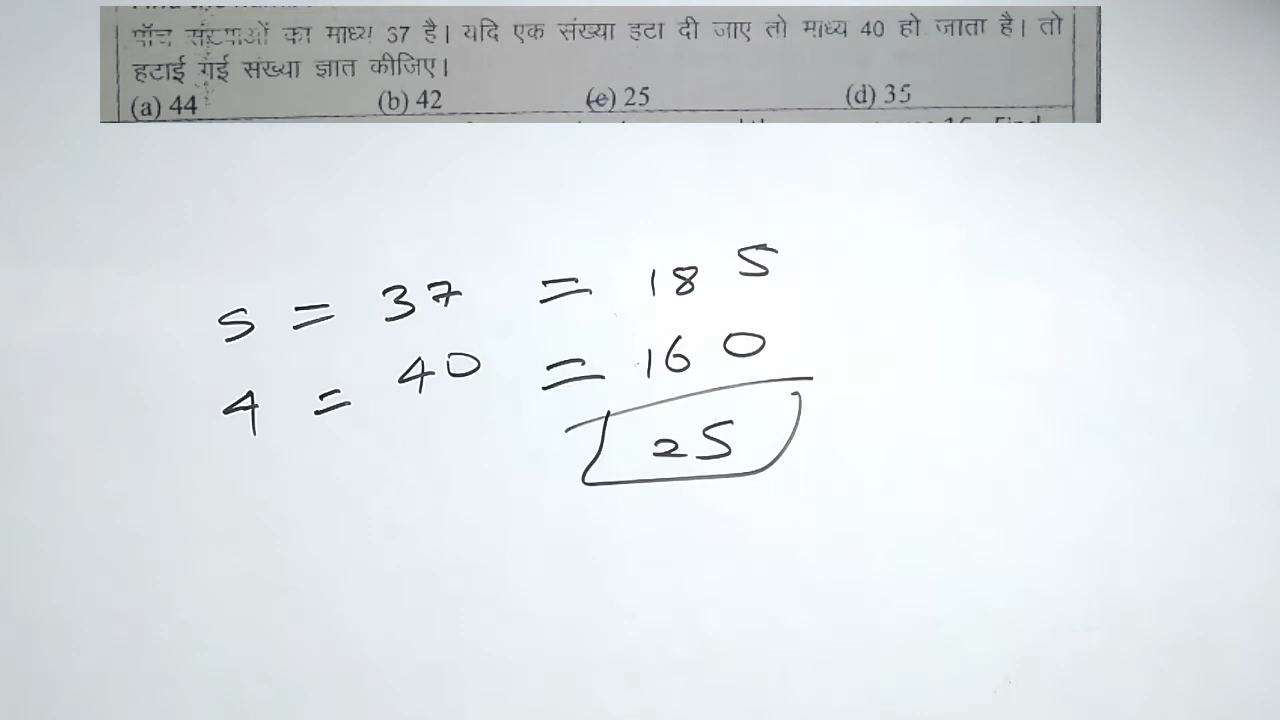 पाँच संख्याओं का माध्य 37 है। यदि एक संख्या हटा दी जाए तो माध्य 40 हो जाता है। तो
हटाई गई संख्या ज्ञात कीजिए।
(a) 44 (b) 42 (c) 25 (d) 35
5 = 37 = 185
4 = 40 = 160
25